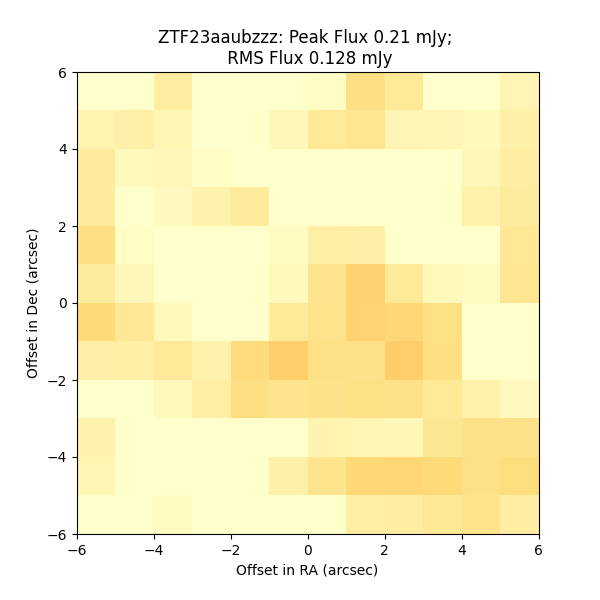 ZTF23aaubzzz: Peak Flux 0.21 mJy;
RMS Flux 0.128 mJy
6
4
2
0
−2
−4
−6
Offset in Dec (arcsec)
−6 −4 −2 0 2 4 6
Offset in RA (arcsec)